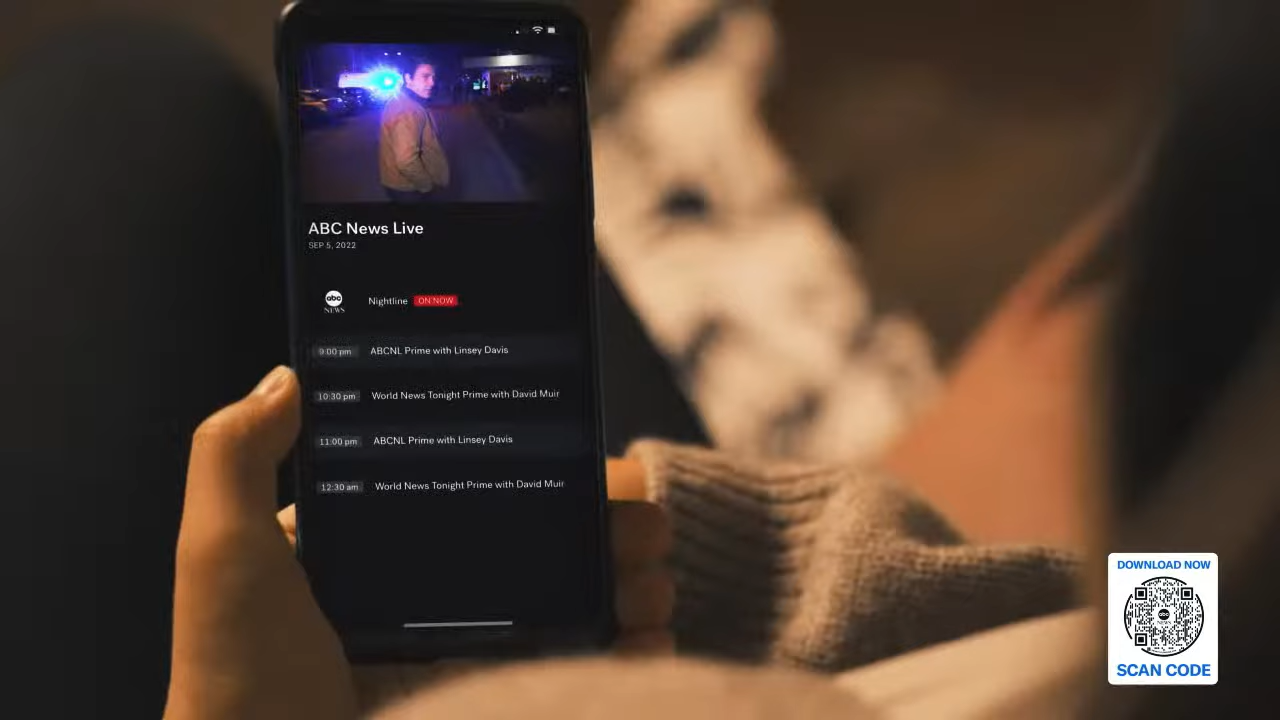 ABC News Live
SEP 5, 2022
abc
NEWS
Nightline ON NOW
9:00 pm ABCNL Prime with Linsey Davis
10:30 pm World News Tonight Prime with David Muir
11:00 pm ABCNL Prime with Linsey Davis
12:30 am World News Tonight Prime with David Muir
DOWNLOAD NOW
abc
NEWS
SCAN CODE